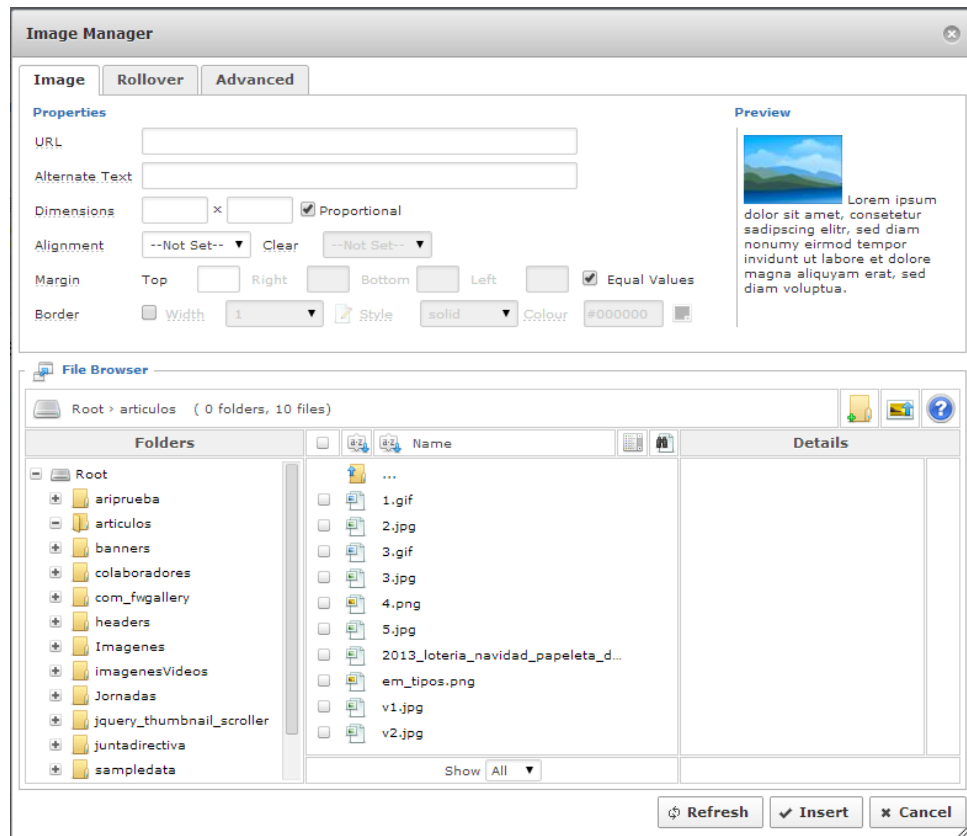 Image Manager
Image Rollover Advanced
Properties
URL
Alternate Text
Dimensions × Proportional
Alignment --Not Set-- Clear --Not Set--
Margin Top Right Bottom Left Equal Values
Border Width 1 Style solid Colour #000000
Preview
Lorem ipsum
dolor sit amet, consetetur
sadipscing elitr, sed diam
nonumy eirmod tempor
invidunt ut labore et dolore
magna aliquyam erat, sed
diam voluptua.
File Browser
Root > articulos ( 0 folders, 10 files)
Folders
Root
ariprueba
articulos
banners
colaboradores
com_fwgallery
headers
Imagenes
imagenesVideos
Jornadas
jquery_thumbnail_scroller
juntadirectiva
sampledata
a-z a-z Name
...
1.gif
2.jpg
3.gif
3.jpg
4.png
5.jpg
2013_loteria_navidad_papeleta_d...
em_tipos.png
v1.jpg
v2.jpg
Show All
Details
Refresh Insert Cancel